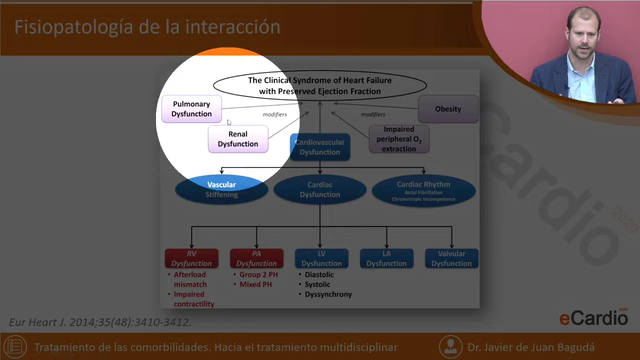 Fisiopatología de la interacción
The Clinical Syndrome of Heart Failure
with Preserved Ejection Fraction
Pulmonary
Dysfunction
modifiers
modifiers
Obesity
Renal
Dysfunction
Cardiovascular
Dysfunction
Impaired
peripheral O2
extraction
Vascular
Stiffening
Cardiac
Dysfunction
Cardiac Rhythm
Atrial Fibrillation
Chronotropic Incompetence
RV
Dysfunction
PA
Dysfunction
LV
Dysfunction
LA
Dysfunction
Valvular
Dysfunction
• Afterload
mismatch
• Impaired
contractility
• Group 2 PH
• Mixed PH
• Diastolic
• Systolic
• Dyssynchrony
Eur Heart J. 2014;35(48):3410-3412.
eCardio
Tratamiento de las comorbilidades. Hacia el tratamiento multidisciplinar
Dr. Javier de Juan Bagudá